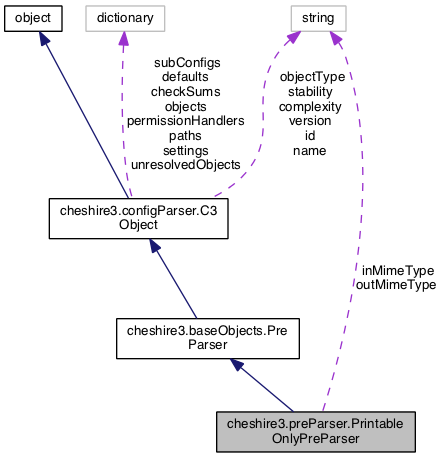 object
dictionary
string
subConfigs
defaults
checkSums
objects
permissionHandlers
paths
settings
unresolvedObjects
objectType
stability
complexity
version
id
name
cheshire3.configParser.C3
Object
inMimeType
outMimeType
cheshire3.baseObjects.Pre
Parser
cheshire3.preParser.Printable
OnlyPreParser